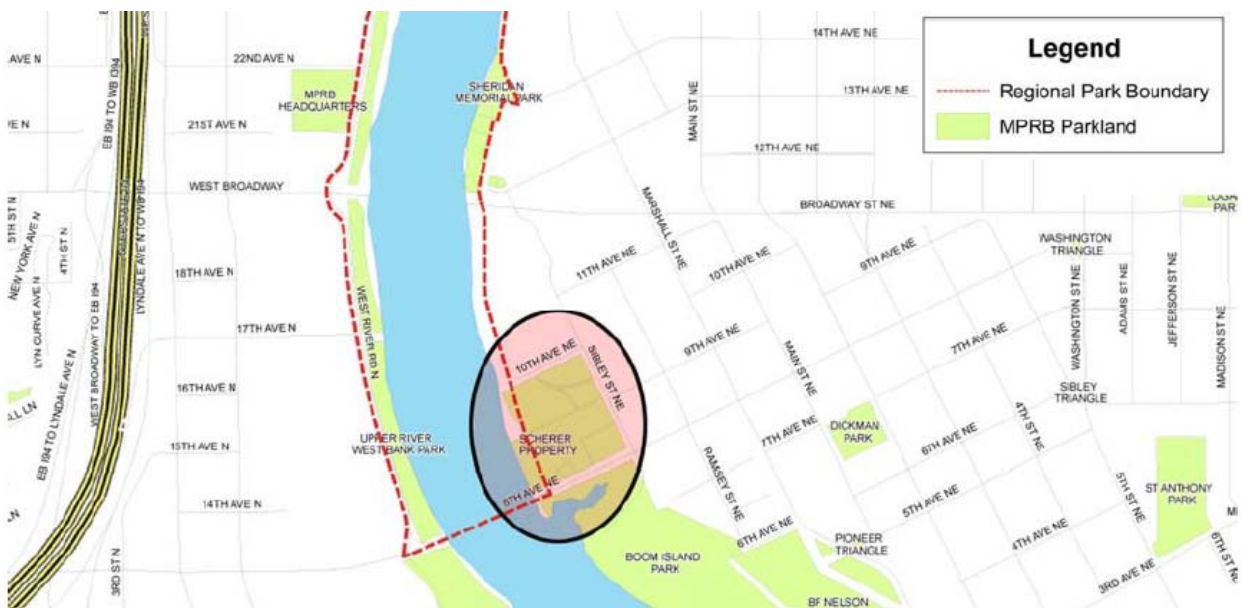 Legend
Regional Park Boundary
MPRB Parkland
14TH AVE NE
22ND AVE N
AVE N
SHERIDAN
MEMORIAL PARK
MPRB
HEADQUARTERS
13TH AVE NE
MAIN ST NE
EB I94 TO WB I394
21ST AVE N
12TH AVE NE
WEST BROADWAY
BROADWAY ST NE
MARSHALL ST NE
5TH ST N
NEW YORK AVE N
4TH ST N
LYNDALE AVE N TO WB I94
WASHINGTON
TRIANGLE
11TH AVE NE
10TH AVE NE
9TH AVE NE
18TH AVE N
WEST RIVER RD N
LYN CURVE AVE N
WEST BROADWAY TO EB I94
WASHINGTON ST NE
ADAMS ST NE
JEFFERSON ST NE
MADISON ST NE
17TH AVE N
10TH AVE NE
SIBLEY ST NE
9TH AVE NE
MAIN ST NE
7TH AVE NE
16TH AVE N
SIBLEY
TRIANGLE
EB I94 TO LYNDALE AVE N
UPPER RIVER
WEST BANK PARK
SCHERER
PROPERTY
DICKMAN
PARK
7TH AVE NE
6TH AVE NE
4TH ST NE
15TH AVE N
RAMSEY ST NE
5TH ST NE
ST ANTHONY
PARK
14TH AVE N
8TH AVE NE
5TH AVE NE
6TH AVE NE
PIONEER
TRIANGLE
4TH AVE NE
3RD AVE NE
6TH ST NE
BOOM ISLAND
PARK
3RD ST N
BF NELSON